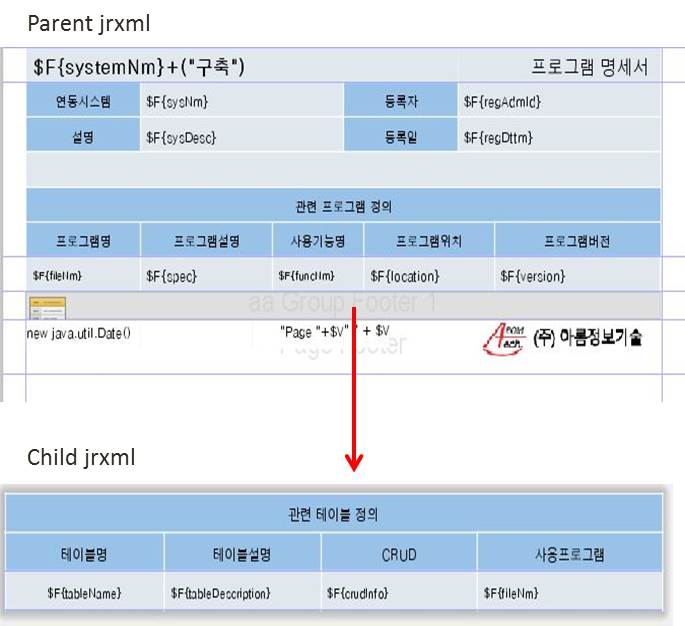 Parent jrxml
$F{systemNm}+("구축") 프로그램 명세서
연동시스템 $F{sysNm} 등록자 $F{regAdmId}
설명 $F{sysDesc} 등록일 $F{regDttm}
관련 프로그램 정의
프로그램명 프로그램설명 사용기능명 프로그램위치 프로그램버전
$F{fileNm} $F{spec} $F{functNm} $F{location} $F{version}
aa Group Footer 1
new java.util.Date() "Page "+$V" " + $V (주) 아롬정보기술
Page Footer
Child jrxml
관련 테이블 정의
테이블명 테이블설명 CRUD 사용프로그램
$F{tableName} $F{tableDescription} $F{crudInfo} $F{fileNm}